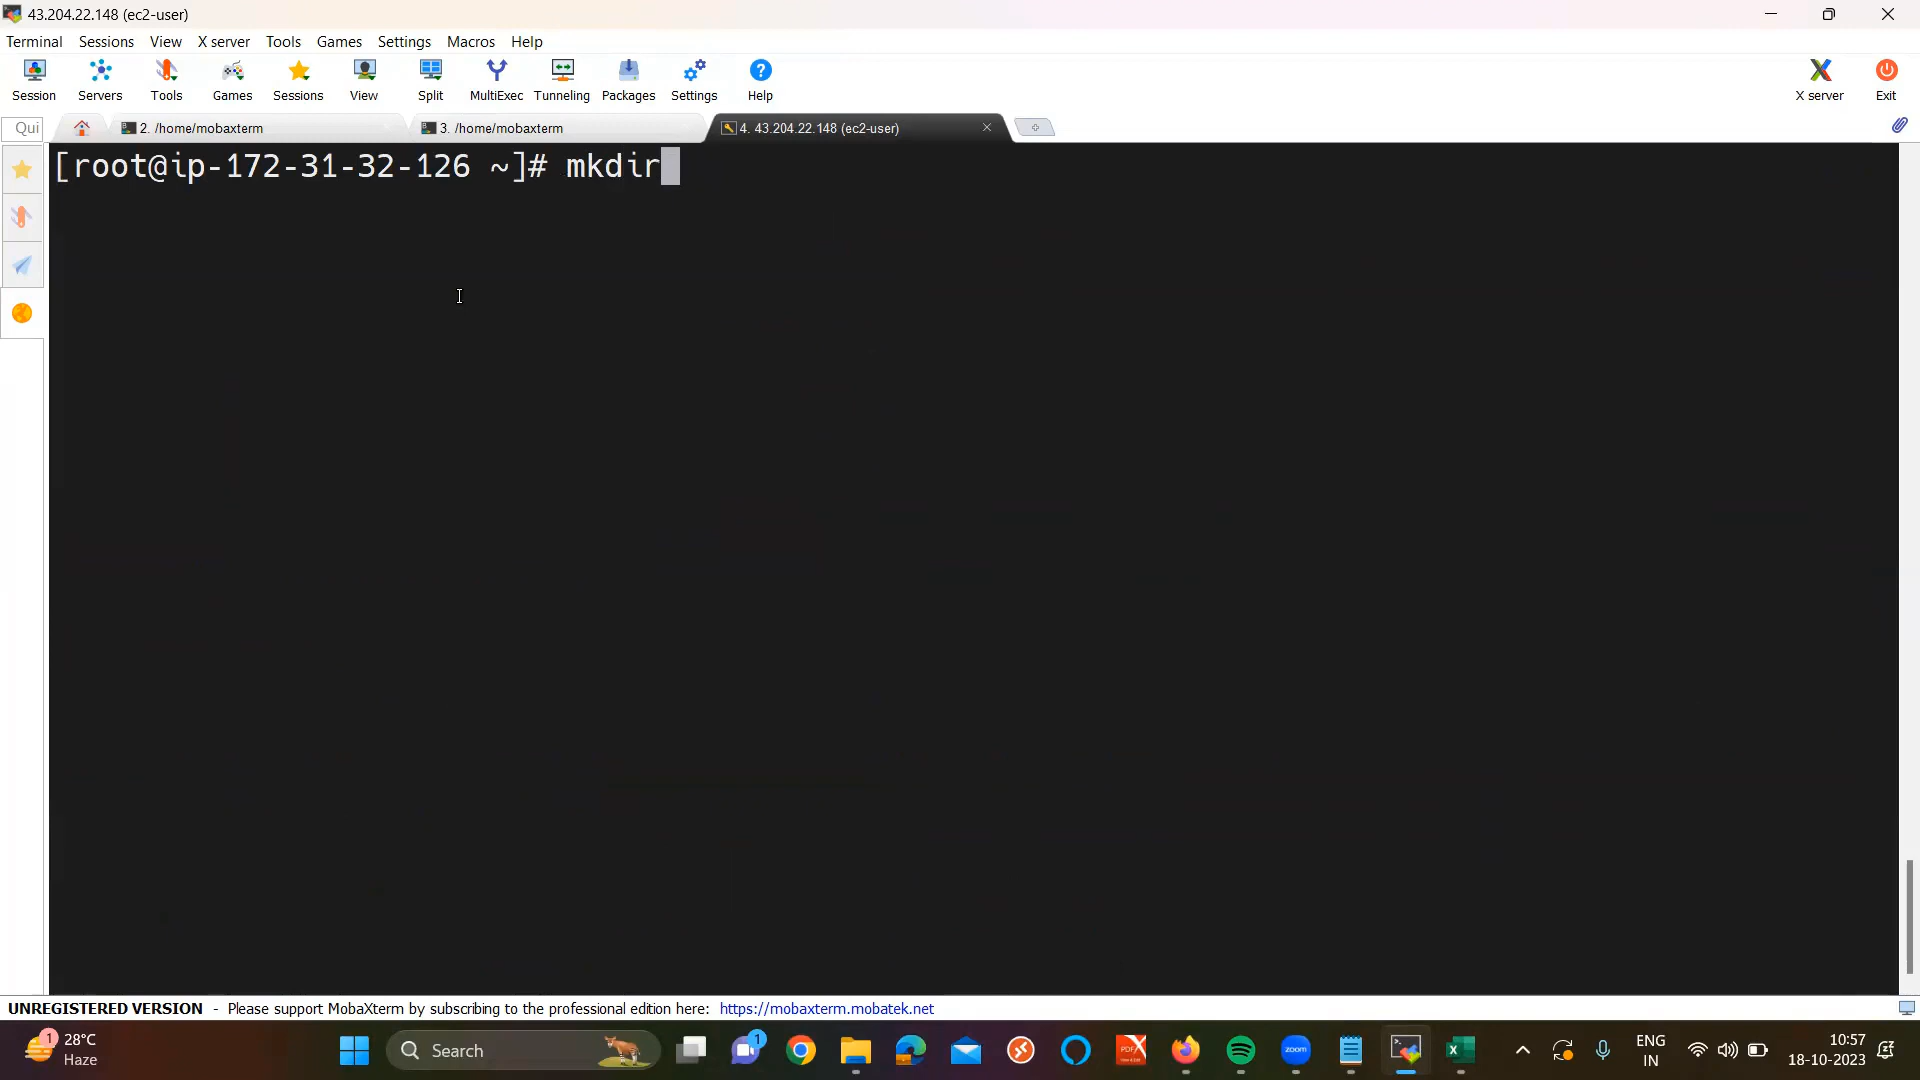 43.204.22.148 (ec2-user)
Terminal Sessions View X server Tools Games Settings Macros Help
Session Servers Tools Games Sessions View Split MultiExec Tunneling Packages Settings Help X server Exit
Qui 2. /home/mobaxterm 3. /home/mobaxterm 4. 43.204.22.148 (ec2-user)
[root@ip-172-31-32-126 ~]# mkdir
UNREGISTERED VERSION - Please support MobaXterm by subscribing to the professional edition here: https://mobaxterm.mobatek.net
1 28°C
Haze
Search
1
PDF
zoom
ENG
IN
10:57
18-10-2023